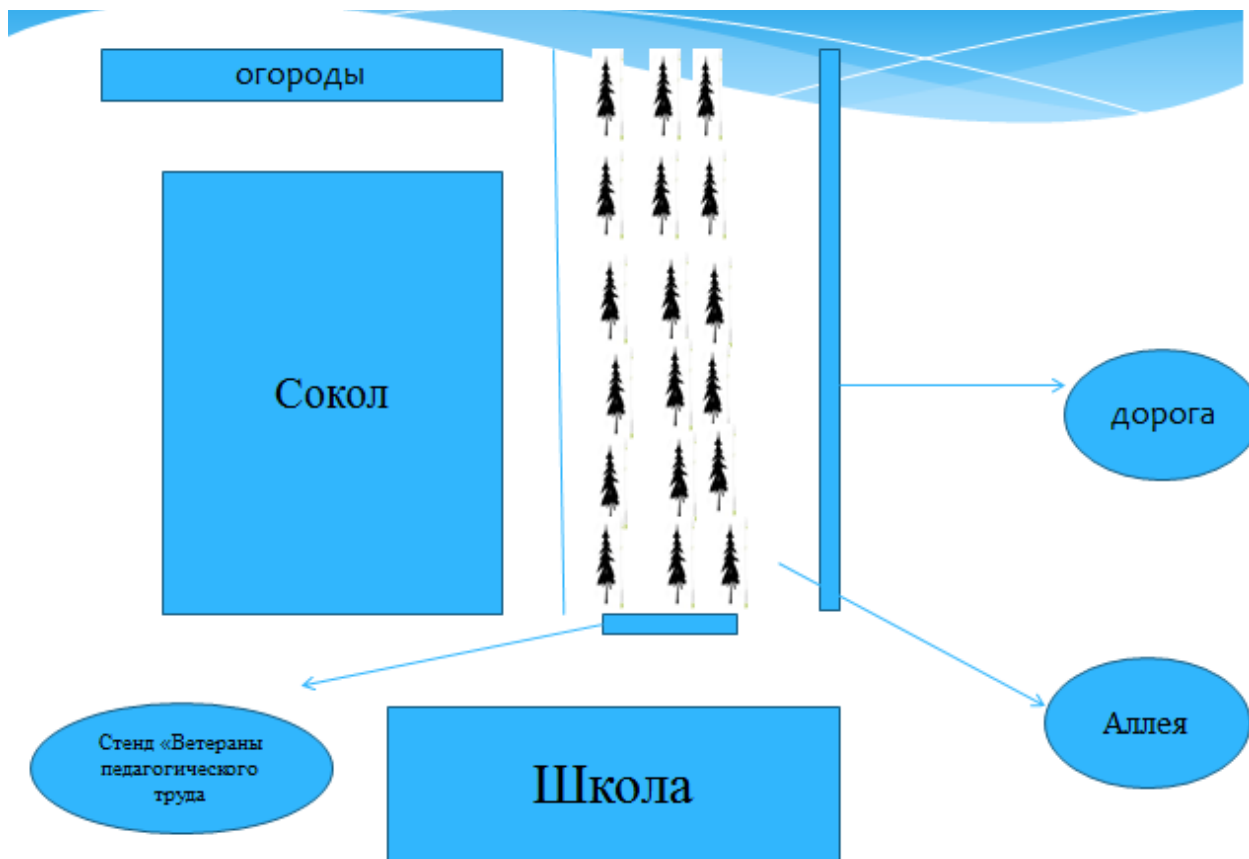 огороды
Сокол
дорога
Аллея
Стенд «Ветераны
педагогического
труда
Школа